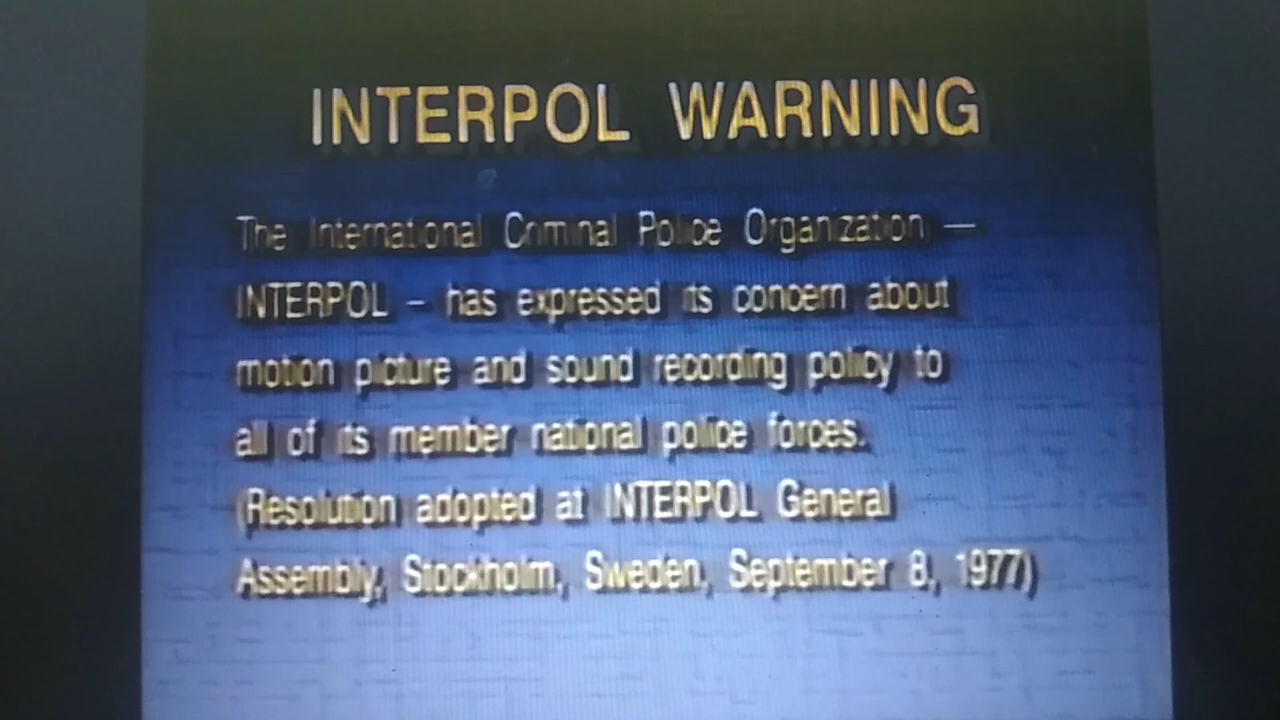 INTERPOL WARNING
The International Criminal Police Organization —
INTERPOL – has expressed its concern about
motion picture and sound recording policy to
all of its member national police forces.
(Resolution adopted at INTERPOL General
Assembly, Stockholm, Sweden, September 8, 1977)